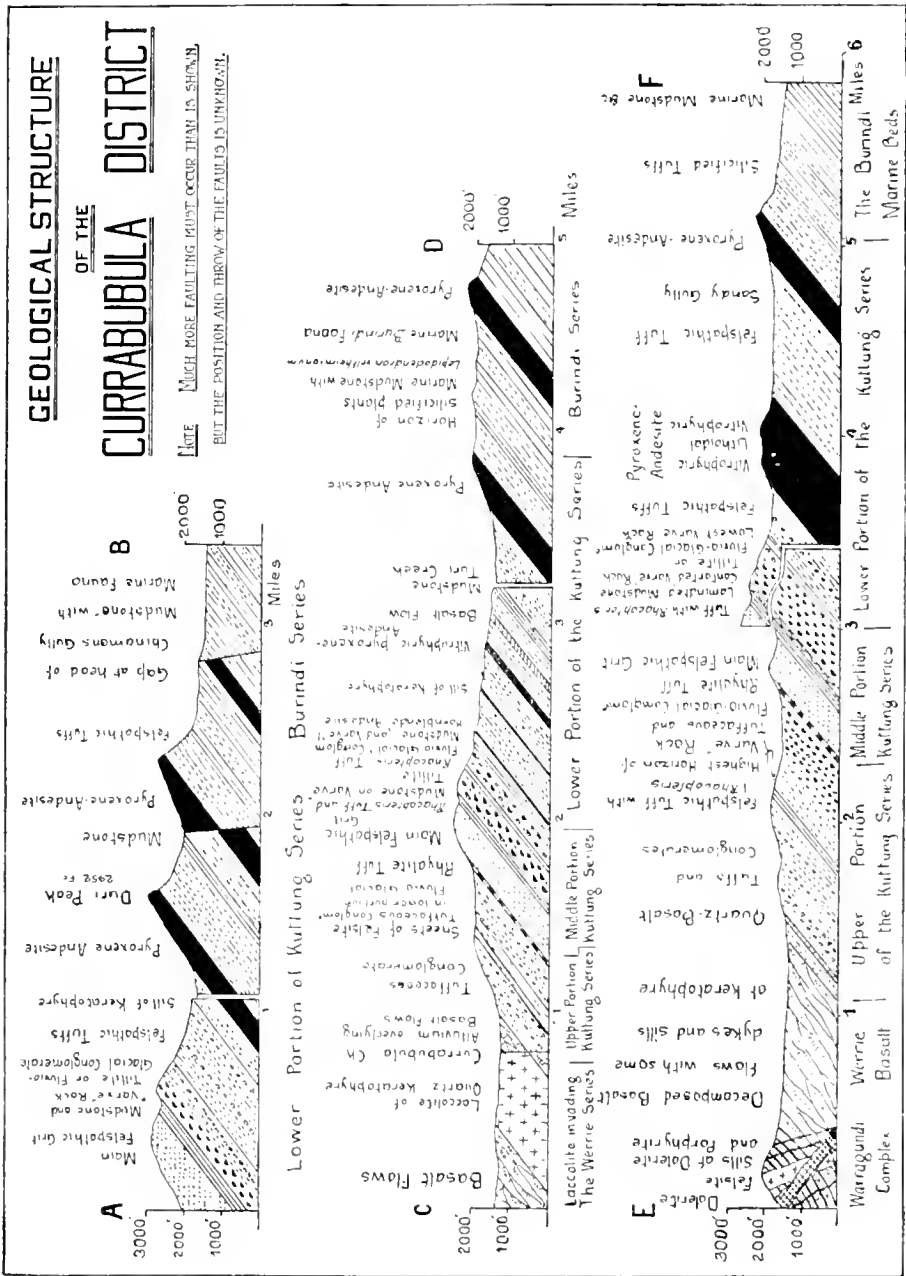 GEOLOGICAL STRUCTURE
OF THE
CURRABUBULA DISTRICT
NOTE MUCH MORE FAULTING MUST OCCUR THAN IS SHOWN,
BUT THE POSITION AND THROW OF THE FAULTS IS UNKNOWN.
A
B
3000'
2000'
1000'
Main
Felspathic Grit
Mudstone and
"Varve" Rock
Tillite or Fluvio-
Glacial Conglomerate
Felspathic Tuffs
Sill of Keratophyre
Pyroxene Andesite
Duri Peak
2952 Ft
Mudstone
Pyroxene-Andesite
Felspathic Tuffs
Gap at head of
Chinamans Gully
Mudstone with
Marine Fauna
2000'
1000'
1
2
3
Miles
Lower Portion of Kuttung Series
Burindi Series
C
D
2000'
1000'
Basalt Flows
Laccolite of
Quartz Keratophyre
Currabubula Ck
Alluvium overlying
Basalt Flows
Tuffaceous
Conglomerate
Sheets of Felsite
Tuffaceous Conglom^e
in lower portion
Fluvio Glacial
Rhyolite Tuff
Main Felspathic
Grit
Rhacopteris Tuffs and
Mudstone on Varve
Tillite
Rhacopteris Tuff
Fluvio Glacial Conglom
Mudstone and "Varve"
Hornblende Andesite
Sill of Keratophyre
Vitrophyric pyroxene-
Andesite
Basalt Flow
Mudstone
Turi Creek
Pyroxene Andesite
Horizon of
Silicified plants
Marine Mudstone with
Lepidodendron
Marine Burindi Fauna
Pyroxene-Andesite
2000'
1000'
1
2
3
4
5
Miles
Laccolite invading
The Werrie Series
Upper Portion
Kuttung Series
Middle Portion
Kuttung Series
Lower Portion of the Kuttung Series
Burindi Series
E
F
3000'
2000'
1000'
Dolerite
Felsite
Sills of Dolerite
and Porphyrite
Decomposed Basalt
Flows with some
dykes and sills
of Keratophyre
Quartz-Basalt
Tuffs and
Conglomerates
Felspathic Tuff with
Rhacopteris
Highest Horizon of
"Varve" Rock
Tuffaceous and
Fluvio-Glacial Conglom^e
Rhyolite Tuff
Main Felspathic Grit
Tuff with Rhacopteris
Laminated Mudstone
Contorted Varve Rock
Tillite or
Fluvio-Glacial Conglom^e
Lowest Varve Rock
Felspathic Tuffs
Pyroxene-
Andesite
Vitrophyric
Lithoidal
Vitrophyric
Felspathic Tuff
Sandy Gully
Pyroxene-Andesite
Silicified Tuffs
Marine Mudstone &c
2000
1000
1
2
3
4
5
Miles 6
Warragundi
Complex
Werrie
Basalt
Upper Portion
of the Kuttung Series
Middle Portion
Kuttung Series
Lower Portion of the Kuttung Series
The Burindi
Marine Beds